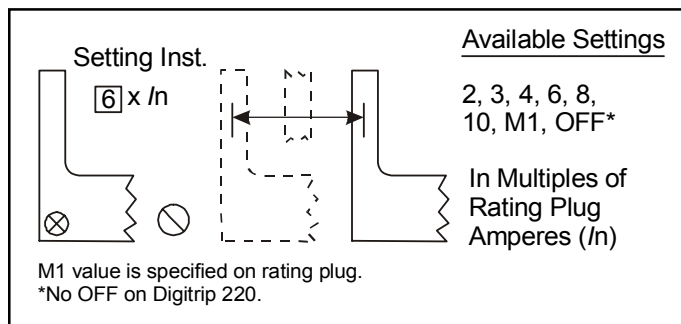 Setting Inst.
6 x In
Available Settings
2, 3, 4, 6, 8,
10, M1, OFF*
In Multiples of
Rating Plug
Amperes (In)
M1 value is specified on rating plug.
*No OFF on Digitrip 220.